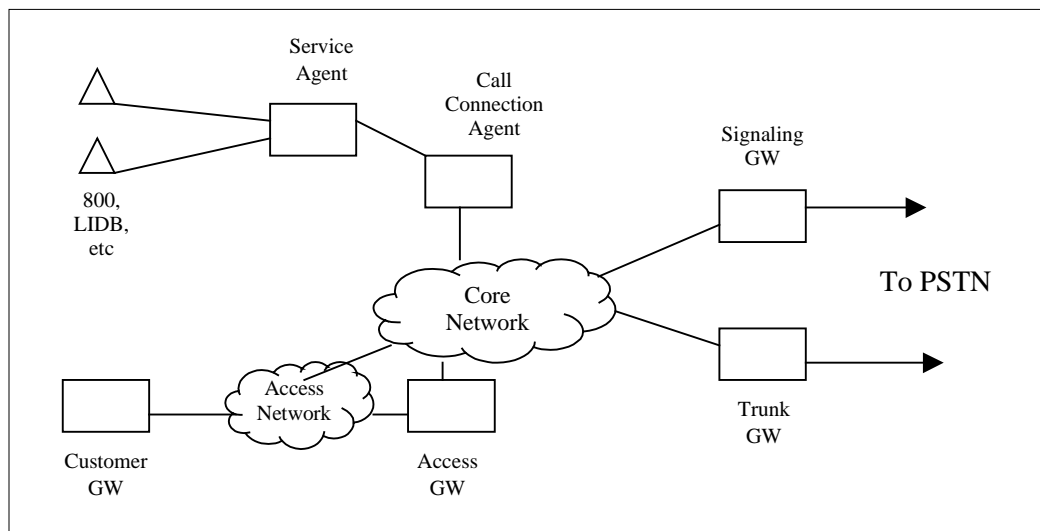 Service
Agent
Call
Connection
Agent
Signaling
GW
800,
LIDB,
etc
To PSTN
Core
Network
Access
Network
Trunk
GW
Customer
GW
Access
GW